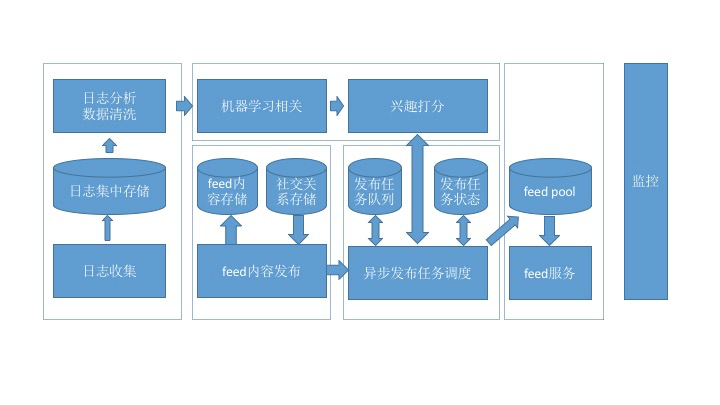 日志分析
数据清洗
机器学习相关
兴趣打分
日志集中存储
feed内
容存储
社交关
系存储
发布任
务队列
发布任
务状态
feed pool
监控
日志收集
feed内容发布
异步发布任务调度
feed服务